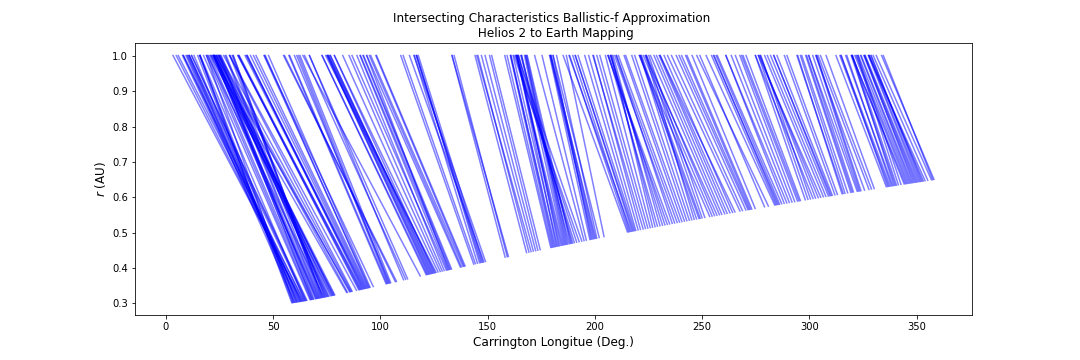 Intersecting Characteristics Ballistic-f Approximation
Helios 2 to Earth Mapping
1.0
0.9
0.8
0.7
0.6
0.5
0.4
0.3
r (AU)
0 50 100 150 200 250 300 350
Carrington Longitue (Deg.)